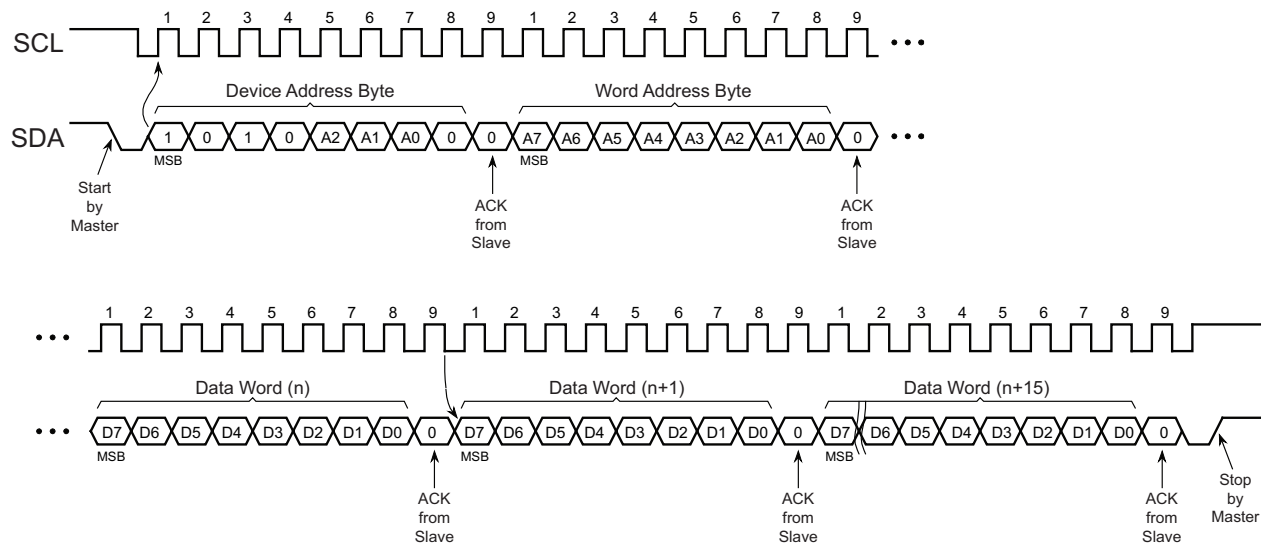 1 2 3 4 5 6 7 8 9 1 2 3 4 5 6 7 8 9
SCL
Device Address Byte Word Address Byte
SDA 1 0 1 0 A2 A1 A0 0 0 A7 A6 A5 A4 A3 A2 A1 A0 0
MSB MSB
Start
by
Master
ACK
from
Slave
ACK
from
Slave
1 2 3 4 5 6 7 8 9 1 2 3 4 5 6 7 8 9 1 2 3 4 5 6 7 8 9
Data Word (n) Data Word (n+1) Data Word (n+15)
D7 D6 D5 D4 D3 D2 D1 D0 0 D7 D6 D5 D4 D3 D2 D1 D0 0 D7 D6 D5 D4 D3 D2 D1 D0 0
MSB MSB MSB
ACK
from
Slave
ACK
from
Slave
ACK
from
Slave
Stop
by
Master